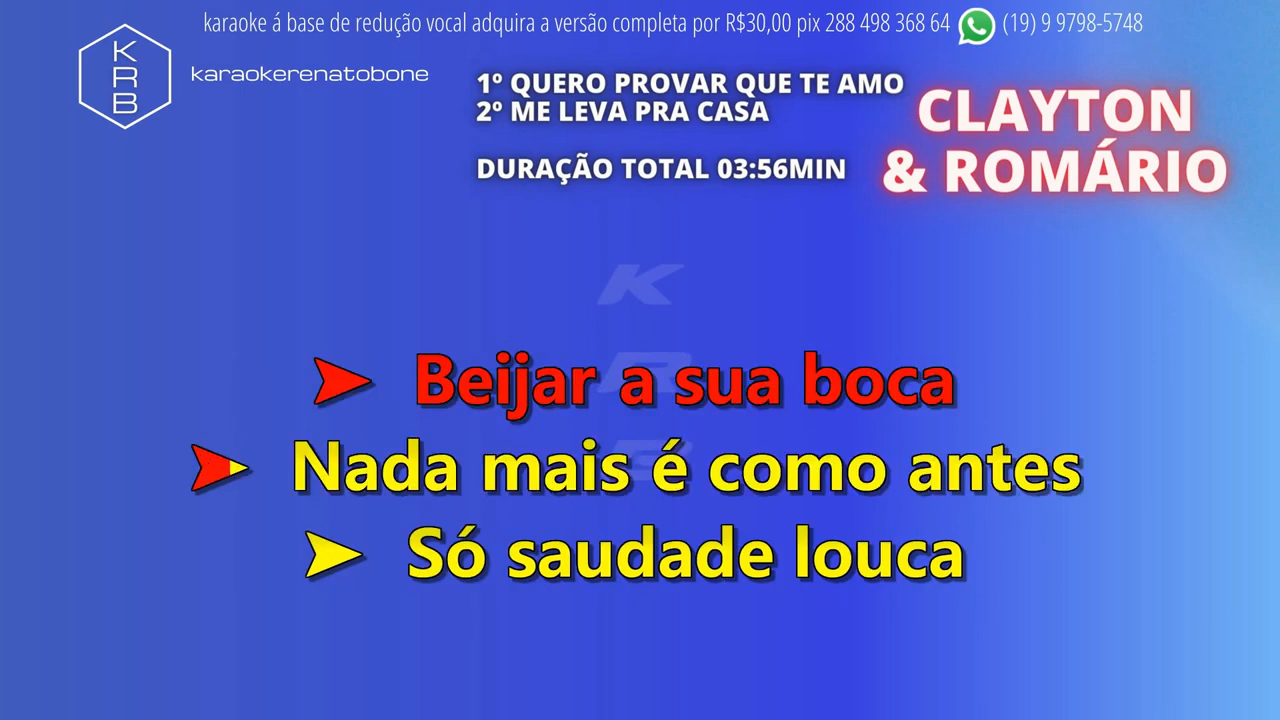 karaoke á base de redução vocal adquira a versão completa por R$30,00 pix 288 498 368 64 (19) 9 9798-5748
K
R
B
karaokerenatobone
1º QUERO PROVAR QUE TE AMO
2º ME LEVA PRA CASA
DURAÇÃO TOTAL 03:56MIN
CLAYTON
& ROMÁRIO
K
R
B
Beijar a sua boca
Nada mais é como antes
Só saudade louca